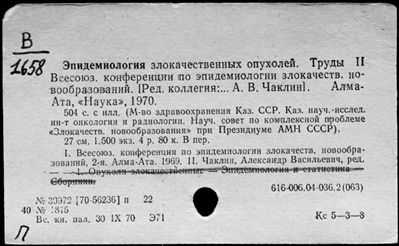 В
1658
Эпидемиология злокачественных опухолей. Труды II
Всесоюз. конференции по эпидемиологии злокачеств. но-
вообразований. [Ред. коллегия:... А. В. Чаклин]. Алма-
Ата, «Наука», 1970.
504 с. с илл. (М-во здравоохранения Каз. ССР. Каз. науч.-исслед.
ин-т онкологии и радиологии. Науч. совет по комплексной проблеме
«Злокачеств. новообразования» при Президиуме АМН СССР).
27 см. 1.500 экз. 4 р. 80 к. В пер.
I. Всесоюз. конференция по эпидемиологии злокачеств. новообра-
зований, 2-я. Алма-Ата. 1969. II. Чаклин, Александр Васильевич, ред.
— 1. Опухоли злокачественные — Эпидемиология и статистика —
Сборники.
616-006.04-036.2(063)
№ 33972 [70-56236] п 22
40 № 1875
Вс. кн. пал. 30 IX 70 Э71
Кс 5—3—8
П